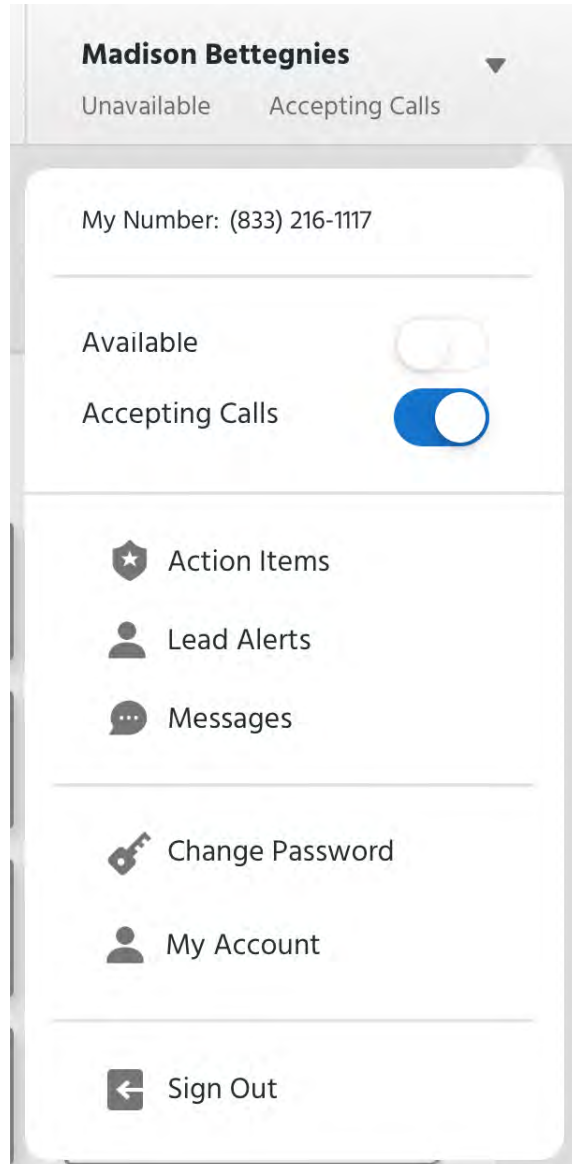 Madison Bettegnies
Unavailable Accepting Calls
My Number: (833) 216-1117
Available
Accepting Calls
Action Items
Lead Alerts
Messages
Change Password
My Account
Sign Out